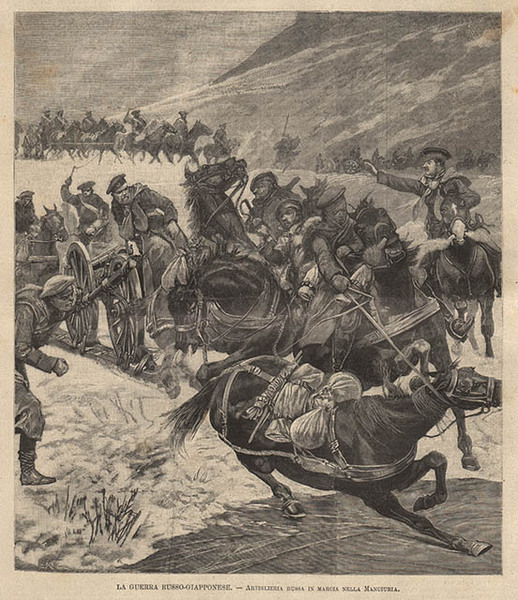 LA GUERRA RUSSO-GIAPPONESE. — ARTIGLIERIA RUSSA IN MARCIA NELLA MANCIURIA.